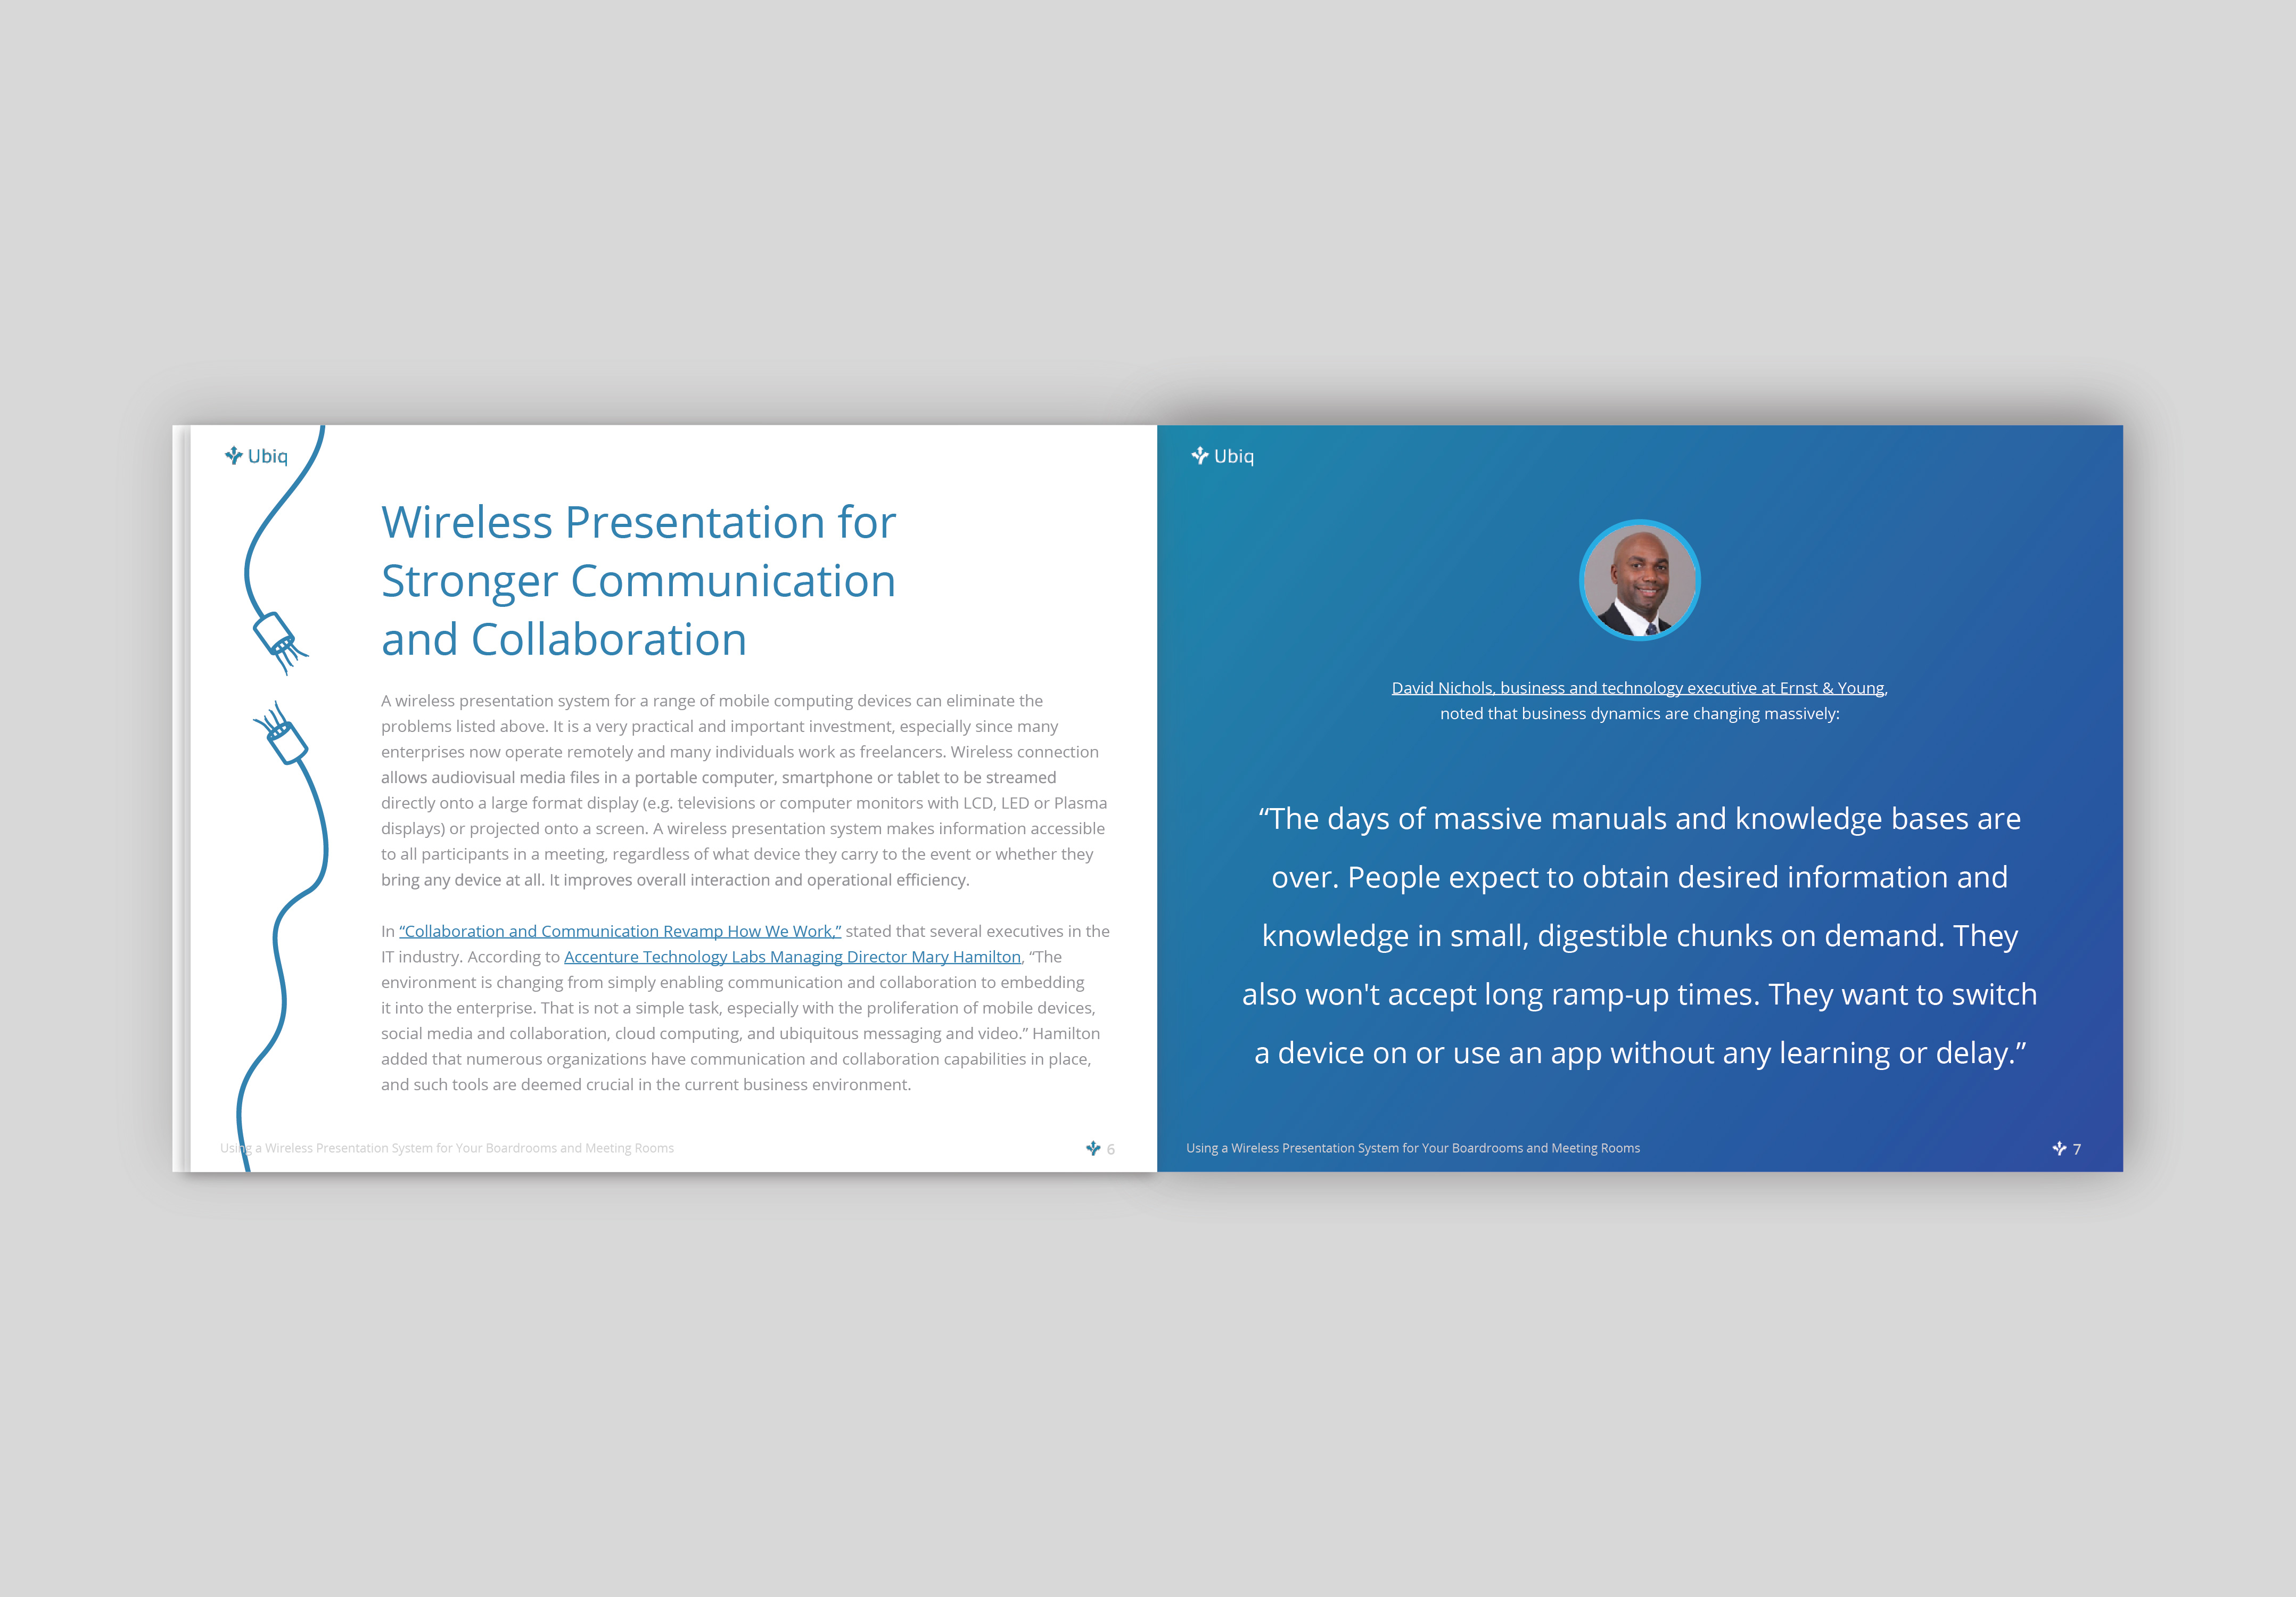 Ubiq
Wireless Presentation for
Stronger Communication
and Collaboration
A wireless presentation system for a range of mobile computing devices can eliminate the
problems listed above. It is a very practical and important investment, especially since many
enterprises now operate remotely and many individuals work as freelancers. Wireless connection
allows audiovisual media files in a portable computer, smartphone or tablet to be streamed
directly onto a large format display (e.g. televisions or computer monitors with LCD, LED or Plasma
displays) or projected onto a screen. A wireless presentation system makes information accessible
to all participants in a meeting, regardless of what device they carry to the event or whether they
bring any device at all. It improves overall interaction and operational efficiency.
In “Collaboration and Communication Revamp How We Work,” stated that several executives in the
IT industry. According to Accenture Technology Labs Managing Director Mary Hamilton, “The
environment is changing from simply enabling communication and collaboration to embedding
it into the enterprise. That is not a simple task, especially with the proliferation of mobile devices,
social media and collaboration, cloud computing, and ubiquitous messaging and video.” Hamilton
added that numerous organizations have communication and collaboration capabilities in place,
and such tools are deemed crucial in the current business environment.
Using a Wireless Presentation System for Your Boardrooms and Meeting Rooms
6
Ubiq
David Nichols, business and technology executive at Ernst & Young,
noted that business dynamics are changing massively:
“The days of massive manuals and knowledge bases are
over. People expect to obtain desired information and
knowledge in small, digestible chunks on demand. They
also won't accept long ramp-up times. They want to switch
a device on or use an app without any learning or delay.”
Using a Wireless Presentation System for Your Boardrooms and Meeting Rooms
7